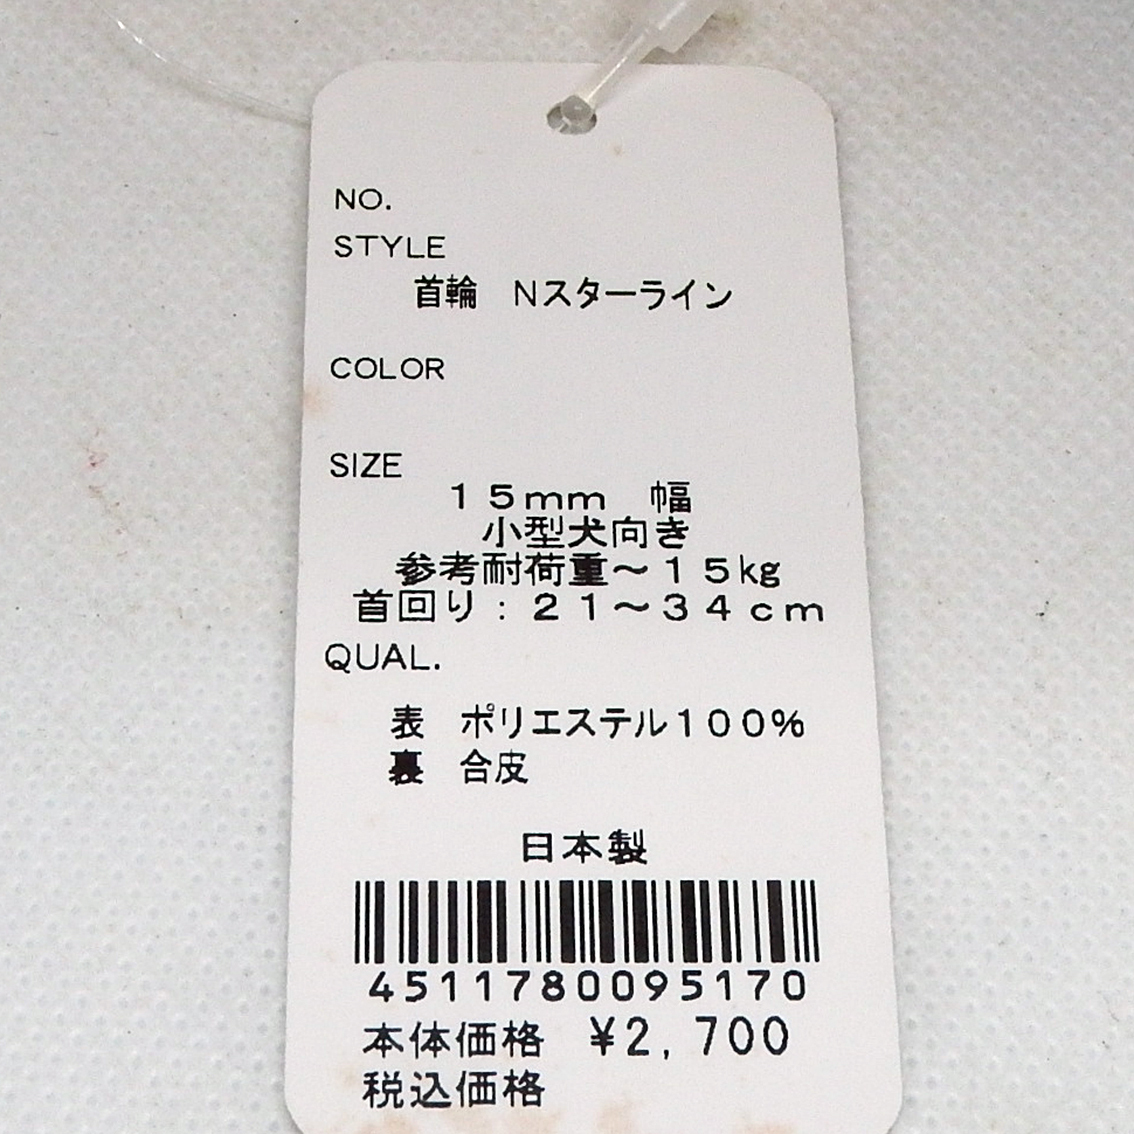 NO.
STYLE
首輪　Nスターライン
COLOR
SIZE
１５mm　幅
小型犬向き
参考耐荷重～１５kg
首回り：２１～３４ｃｍ
QUAL.
表　ポリエステル１００%
裏　合皮
日本製
4511780095170
本体価格　¥2,700
税込価格